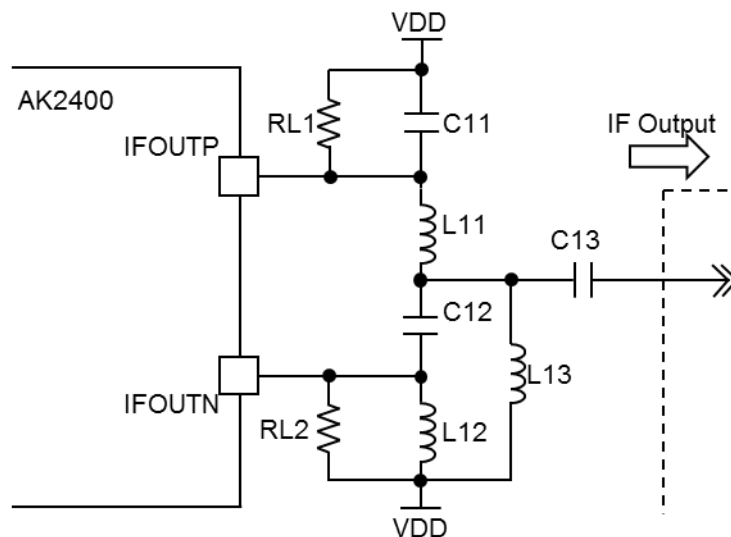 VDD
AK2400
RL1
C11
IF Output
IFOUTP
L11
C13
C12
L13
IFOUTN
RL2
L12
VDD